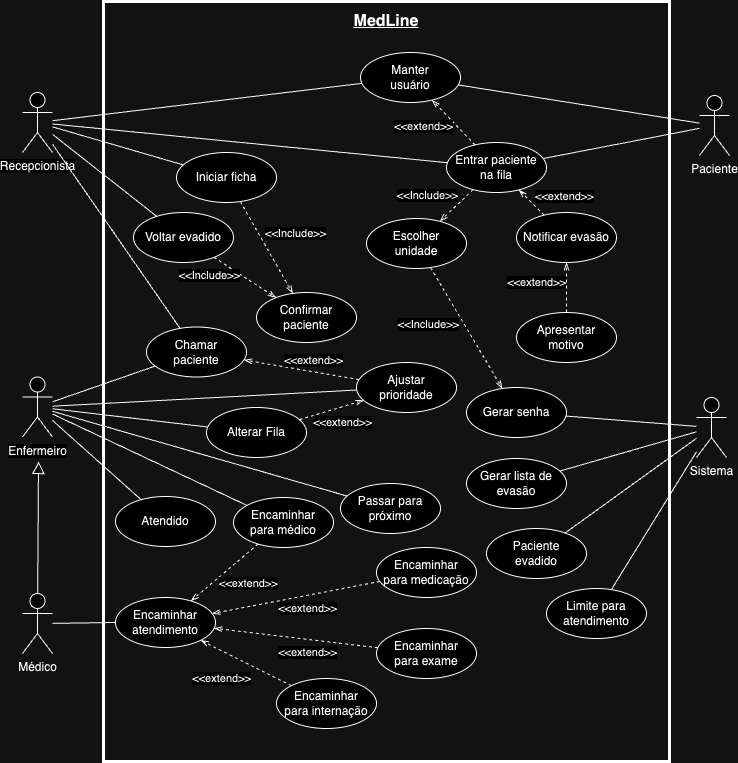 MedLine
Manter
usuário
<<extend>>
Recepcionista
Paciente
Entrar paciente
na fila
Iniciar ficha
<<Include>>
<<extend>>
Voltar evadido
<<Include>>
Escolher
unidade
Notificar evasão
<<Include>>
<<extend>>
Confirmar
paciente
<<Include>>
Apresentar
motivo
Chamar
paciente
<<extend>>
Ajustar
prioridade
Gerar senha
Alterar Fila
<<extend>>
Enfermeiro
Sistema
Gerar lista de
evasão
Atendido
Encaminhar
para médico
Passar para
próximo
Paciente
evadido
Encaminhar
para medicação
<<extend>>
<<extend>>
Limite para
atendimento
Encaminhar
atendimento
Médico
<<extend>>
Encaminhar
para exame
<<extend>>
Encaminhar
para internação